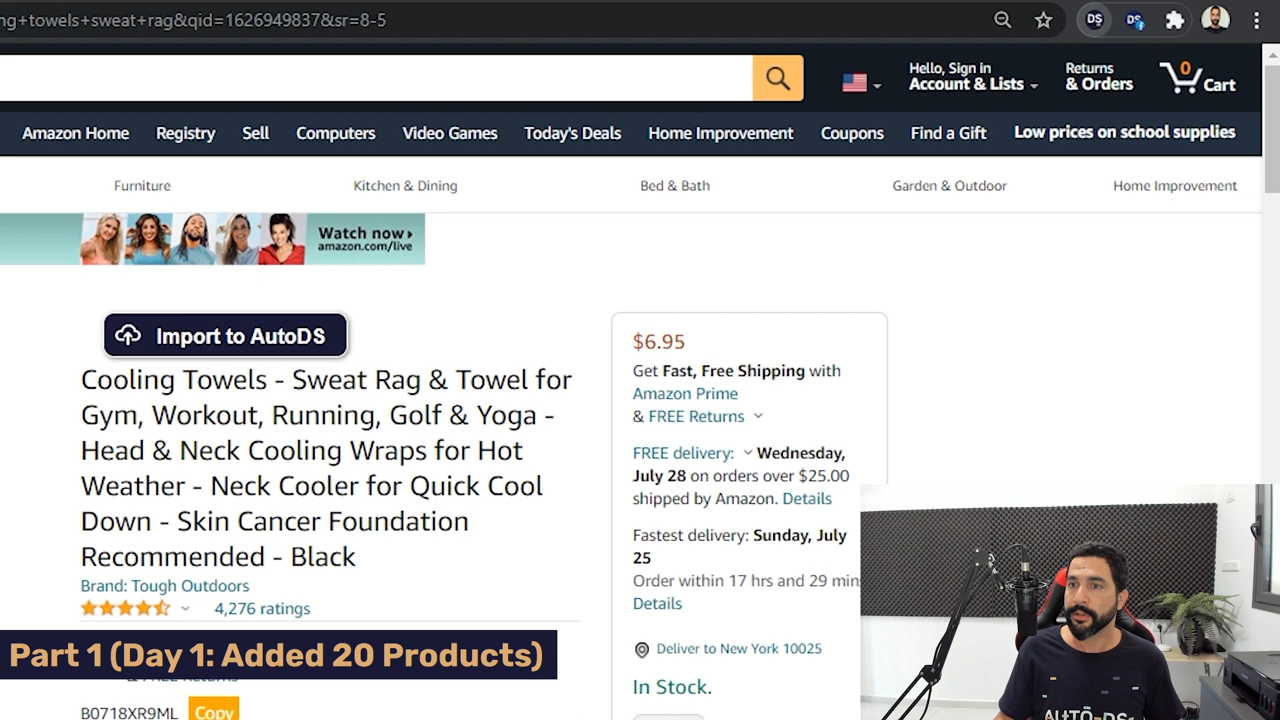 ng+towels+sweat+rag&qid=1626949837&sr=8-5
DS
DS
Hello, Sign in
Account & Lists
Returns
& Orders
0
Cart
Amazon Home
Registry
Sell
Computers
Video Games
Today's Deals
Home Improvement
Coupons
Find a Gift
Low prices on school supplies
Furniture
Kitchen & Dining
Bed & Bath
Garden & Outdoor
Home Improvement
Watch now
amazon.com/live
Import to AutoDS
Cooling Towels - Sweat Rag & Towel for
Gym, Workout, Running, Golf & Yoga -
Head & Neck Cooling Wraps for Hot
Weather - Neck Cooler for Quick Cool
Down - Skin Cancer Foundation
Recommended - Black
Brand: Tough Outdoors
4,276 ratings
Part 1 (Day 1: Added 20 Products)
& FREE Returns
B0718XR9ML
Copy
$6.95
Get Fast, Free Shipping with
Amazon Prime
& FREE Returns
FREE delivery: Wednesday,
July 28 on orders over $25.00
shipped by Amazon. Details
Fastest delivery: Sunday, July
25
Order within 17 hrs and 29 mins
Details
Deliver to New York 10025
In Stock.
AUTO-DS